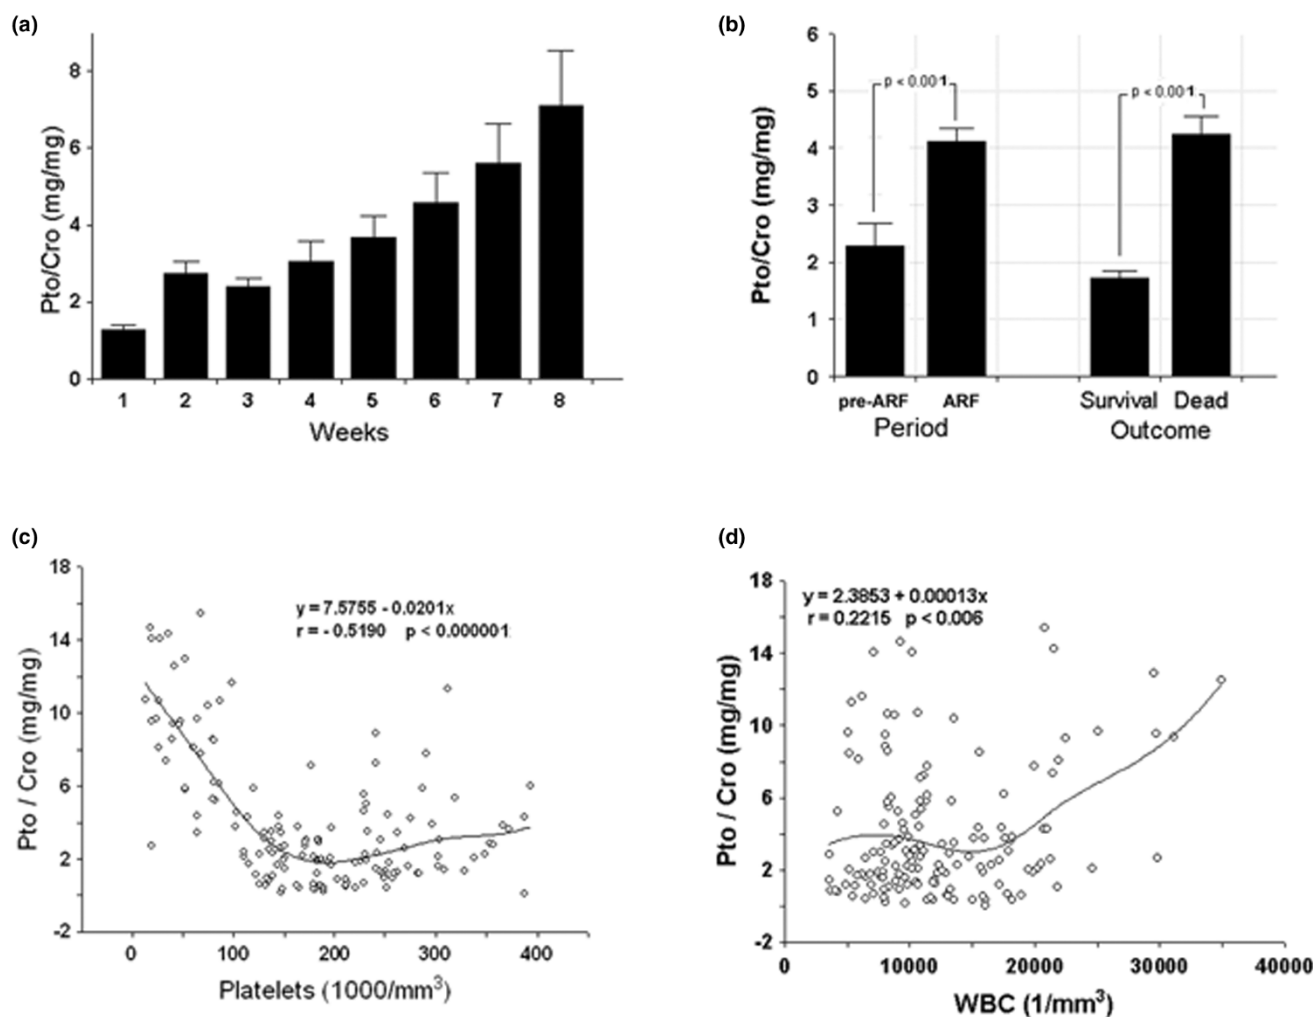 (a)
8
6
4
2
0
Pto/Cro (mg/mg)
1 2 3 4 5 6 7 8
Weeks
(b)
6
5
4
3
2
1
0
Pto/Cro (mg/mg)
p < 0.001
p < 0.001
pre-ARF ARF
Survival Dead
Period
Outcome
(c)
18
14
10
6
2
-2
Pto / Cro (mg/mg)
y = 7.5755 - 0.0201x
r = - 0.5190 p < 0.000001
0 100 200 300 400
Platelets (1000/mm³)
(d)
18
14
10
6
2
-2
Pto / Cro (mg/mg)
y = 2.3853 + 0.00013x
r = 0.2215 p < 0.006
0 10000 20000 30000 40000
WBC (1/mm³)